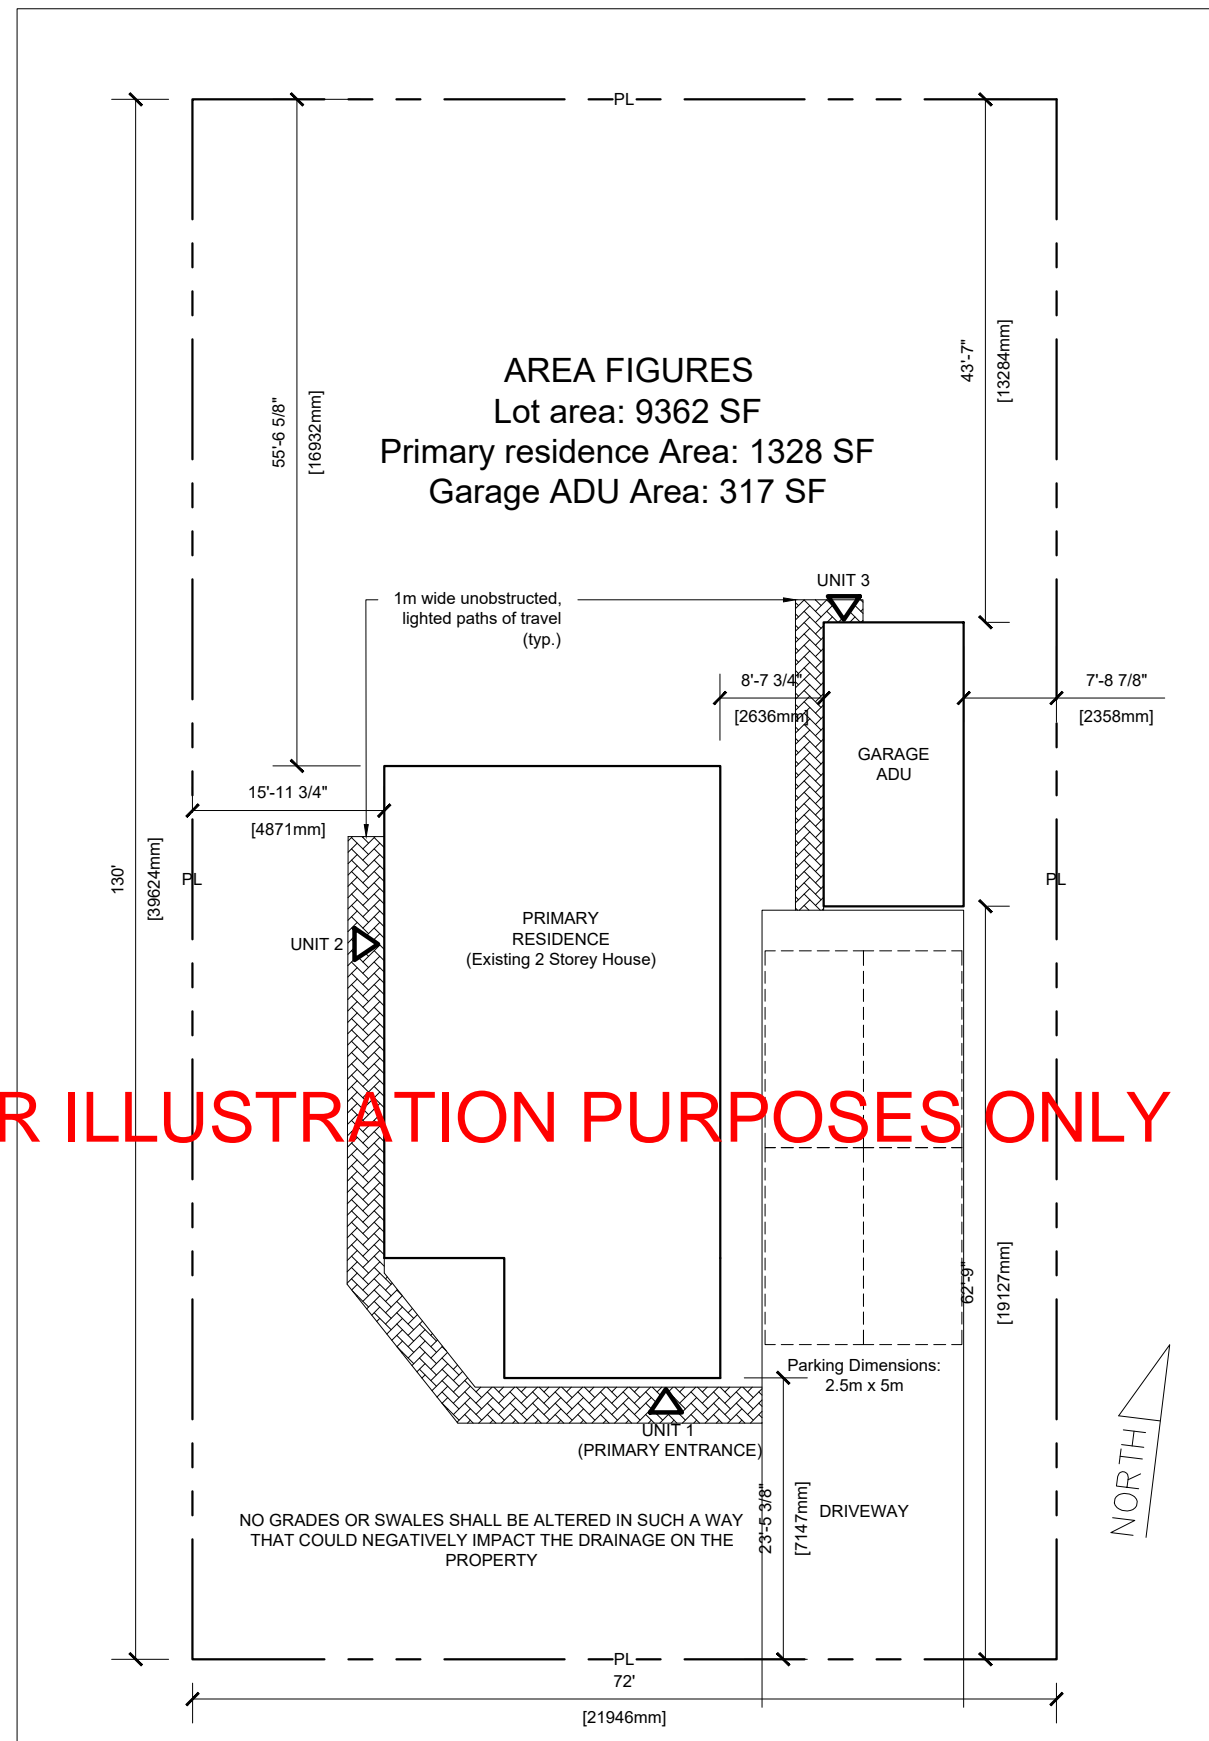 PL
AREA FIGURES
Lot area: 9362 SF
Primary residence Area: 1328 SF
Garage ADU Area: 317 SF
55'-6 5/8"
[16932mm]
43'-7"
[13284mm]
1m wide unobstructed,
lighted paths of travel
(typ.)
UNIT 3
8'-7 3/4"
[2636mm]
7'-8 7/8"
[2358mm]
GARAGE
ADU
15'-11 3/4"
[4871mm]
130'
[39624mm]
PL
PL
UNIT 2
PRIMARY
RESIDENCE
(Existing 2 Storey House)
R ILLUSTRATION PURPOSES ONLY
62'-9"
[19127mm]
Parking Dimensions:
2.5m x 5m
UNIT 1
(PRIMARY ENTRANCE)
23'-5 3/8"
[7147mm]
DRIVEWAY
NORTH
NO GRADES OR SWALES SHALL BE ALTERED IN SUCH A WAY
THAT COULD NEGATIVELY IMPACT THE DRAINAGE ON THE
PROPERTY
PL
72'
[21946mm]